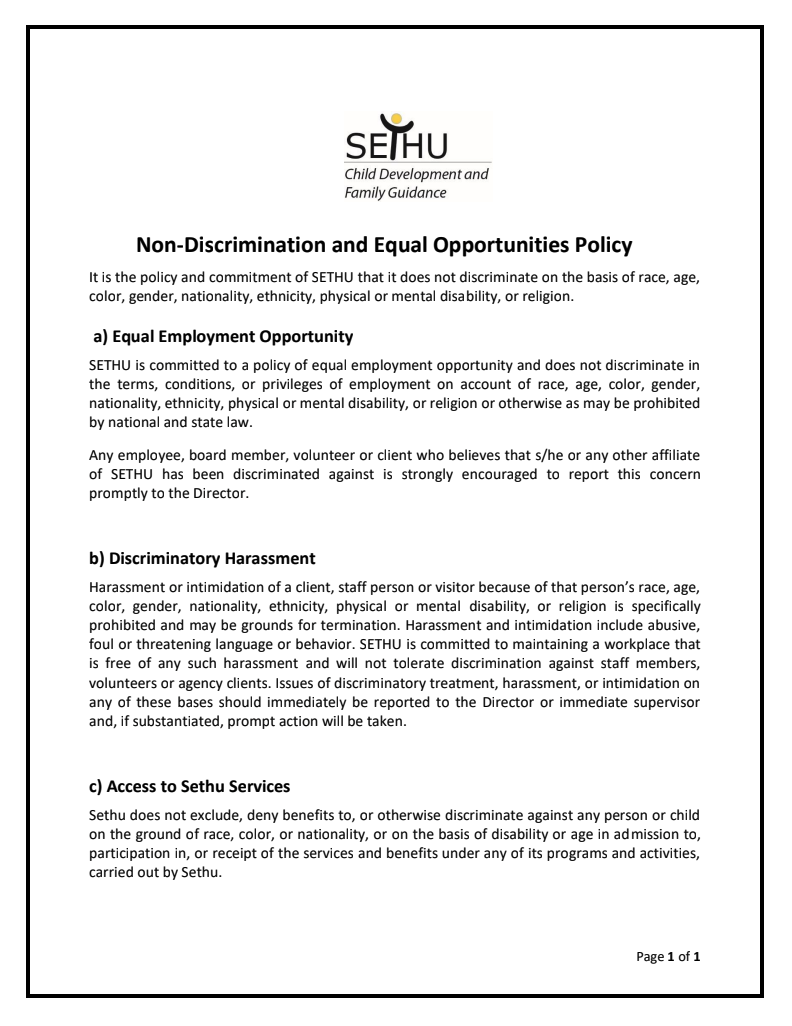 SETHU
Child Development and
Family Guidance
Non-Discrimination and Equal Opportunities Policy
It is the policy and commitment of SETHU that it does not discriminate on the basis of race, age,
color, gender, nationality, ethnicity, physical or mental disability, or religion.
a) Equal Employment Opportunity
SETHU is committed to a policy of equal employment opportunity and does not discriminate in
the terms, conditions, or privileges of employment on account of race, age, color, gender,
nationality, ethnicity, physical or mental disability, or religion or otherwise as may be prohibited
by national and state law.
Any employee, board member, volunteer or client who believes that s/he or any other affiliate
of SETHU has been discriminated against is strongly encouraged to report this concern
promptly to the Director.
b) Discriminatory Harassment
Harassment or intimidation of a client, staff person or visitor because of that person’s race, age,
color, gender, nationality, ethnicity, physical or mental disability, or religion is specifically
prohibited and may be grounds for termination. Harassment and intimidation include abusive,
foul or threatening language or behavior. SETHU is committed to maintaining a workplace that
is free of any such harassment and will not tolerate discrimination against staff members,
volunteers or agency clients. Issues of discriminatory treatment, harassment, or intimidation on
any of these bases should immediately be reported to the Director or immediate supervisor
and, if substantiated, prompt action will be taken.
c) Access to Sethu Services
Sethu does not exclude, deny benefits to, or otherwise discriminate against any person or child
on the ground of race, color, or nationality, or on the basis of disability or age in admission to,
participation in, or receipt of the services and benefits under any of its programs and activities,
carried out by Sethu.
Page 1 of 1